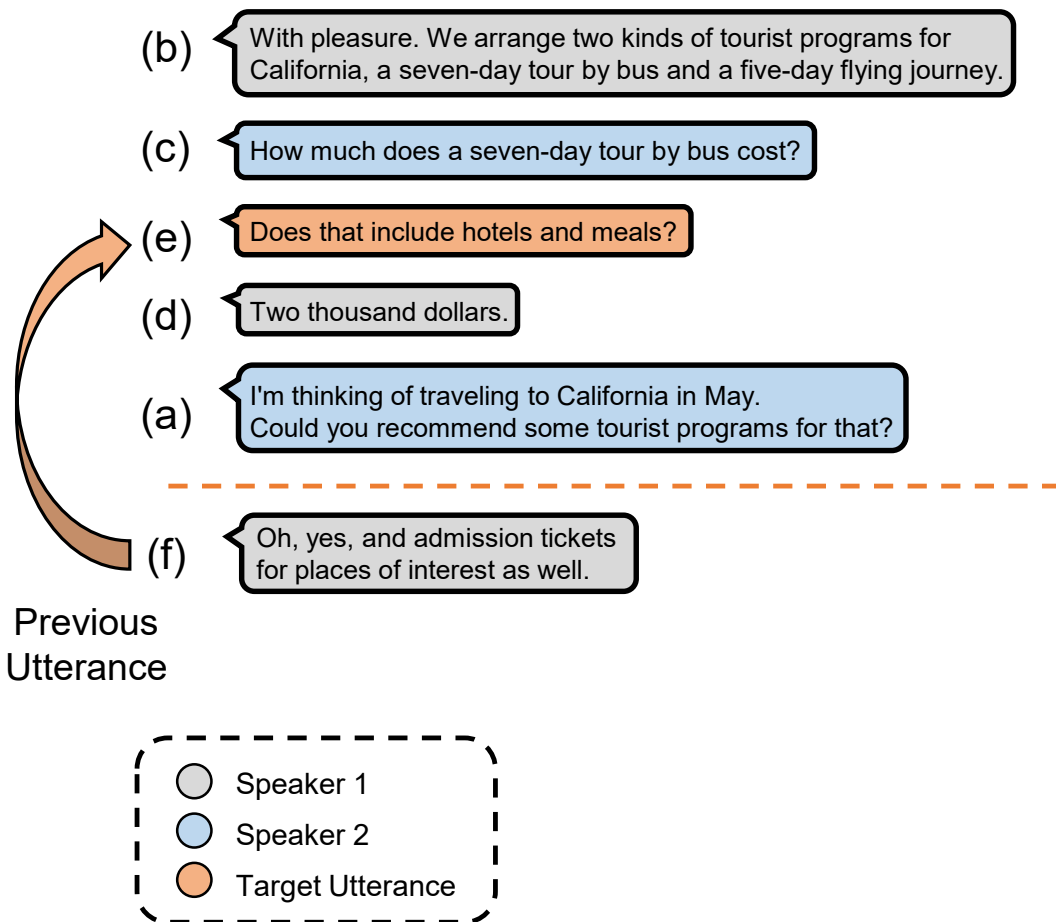 (b)
With pleasure. We arrange two kinds of tourist programs for
California, a seven-day tour by bus and a five-day flying journey.
(c)
How much does a seven-day tour by bus cost?
(e)
Does that include hotels and meals?
(d)
Two thousand dollars.
(a)
I'm thinking of traveling to California in May.
Could you recommend some tourist programs for that?
(f)
Oh, yes, and admission tickets
for places of interest as well.
Previous
Utterance
Speaker 1
Speaker 2
Target Utterance